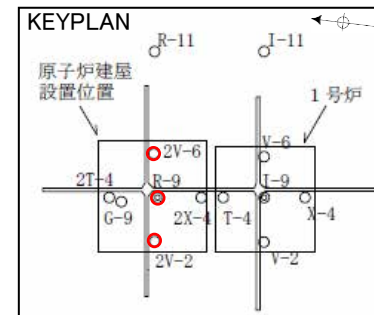 KEYPLAN
R-11
I-11
原子炉建屋
設置位置
1号炉
2V-6
V-6
2T-4
R-9
I-9
G-9
2X-4
T-4
X-4
2V-2
V-2